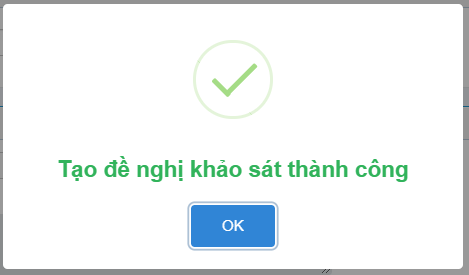 Tạo đề nghị khảo sát thành công
OK